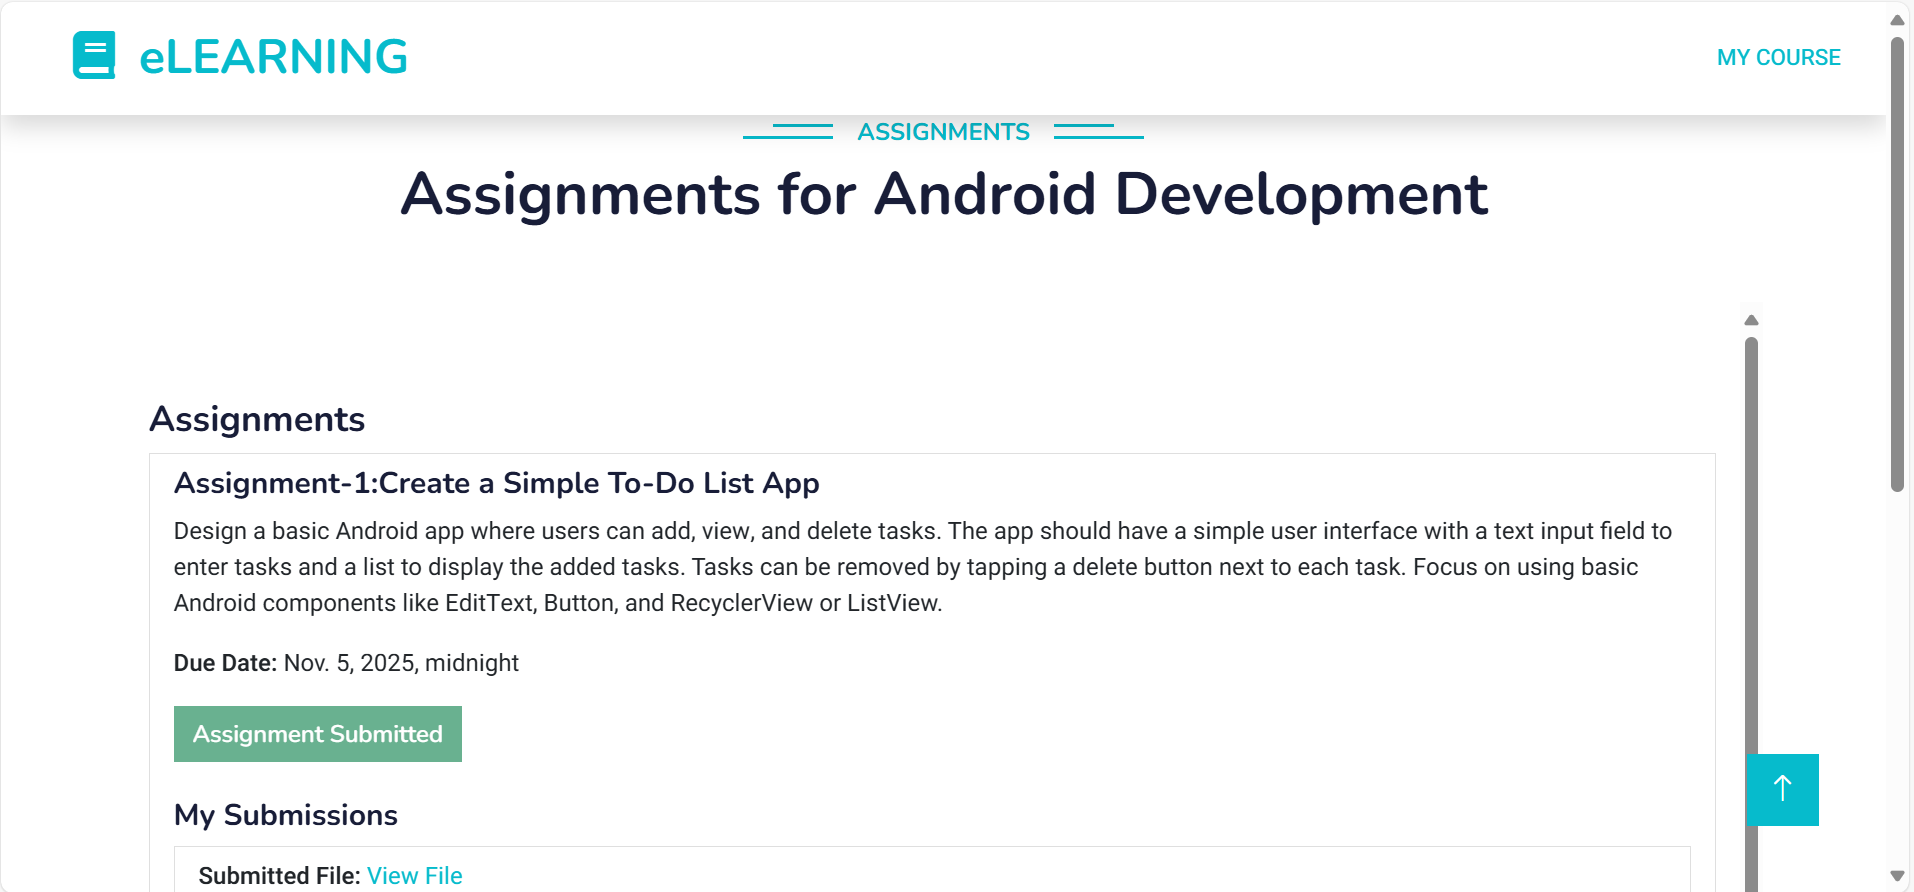 eLEARNING
MY COURSE
ASSIGNMENTS
Assignments for Android Development
Assignments
Assignment-1:Create a Simple To-Do List App
Design a basic Android app where users can add, view, and delete tasks. The app should have a simple user interface with a text input field to
enter tasks and a list to display the added tasks. Tasks can be removed by tapping a delete button next to each task. Focus on using basic
Android components like EditText, Button, and RecyclerView or ListView.
Due Date: Nov. 5, 2025, midnight
Assignment Submitted
My Submissions
Submitted File: View File